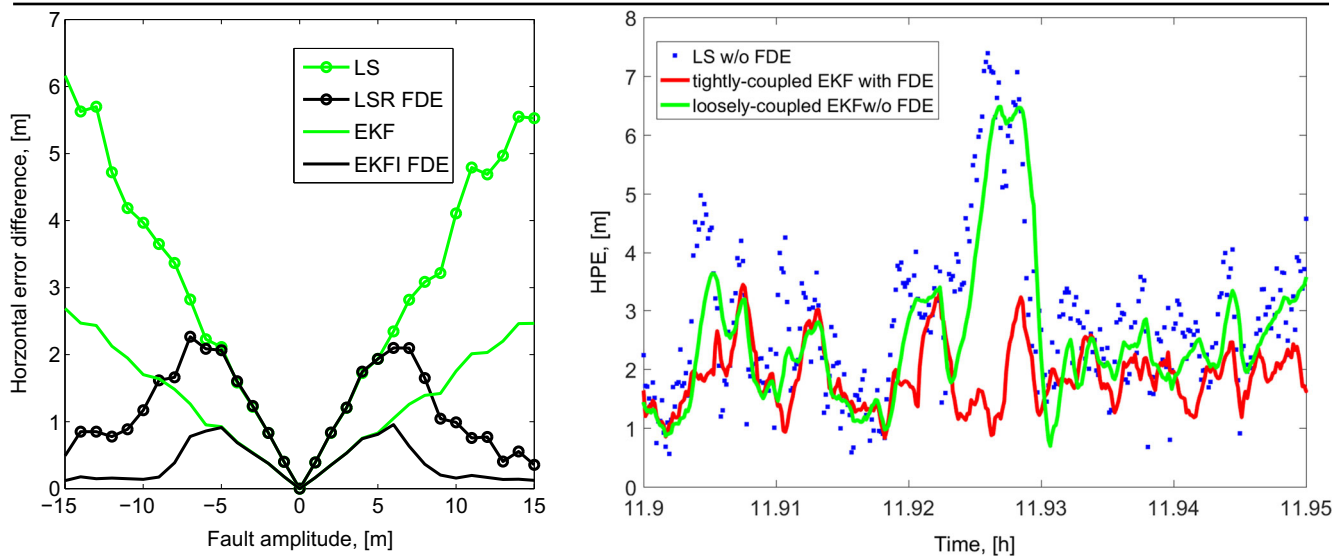 7
6
5
4
3
2
1
0
Horzontal error difference, [m]
LS
LSR FDE
EKF
EKFI FDE
−15 −10 −5 0 5 10 15
Fault amplitude, [m]
8
7
6
5
4
3
2
1
0
HPE, [m]
LS w/o FDE
tightly-coupled EKF with FDE
loosely-coupled EKFw/o FDE
11.9 11.91 11.92 11.93 11.94 11.95
Time, [h]